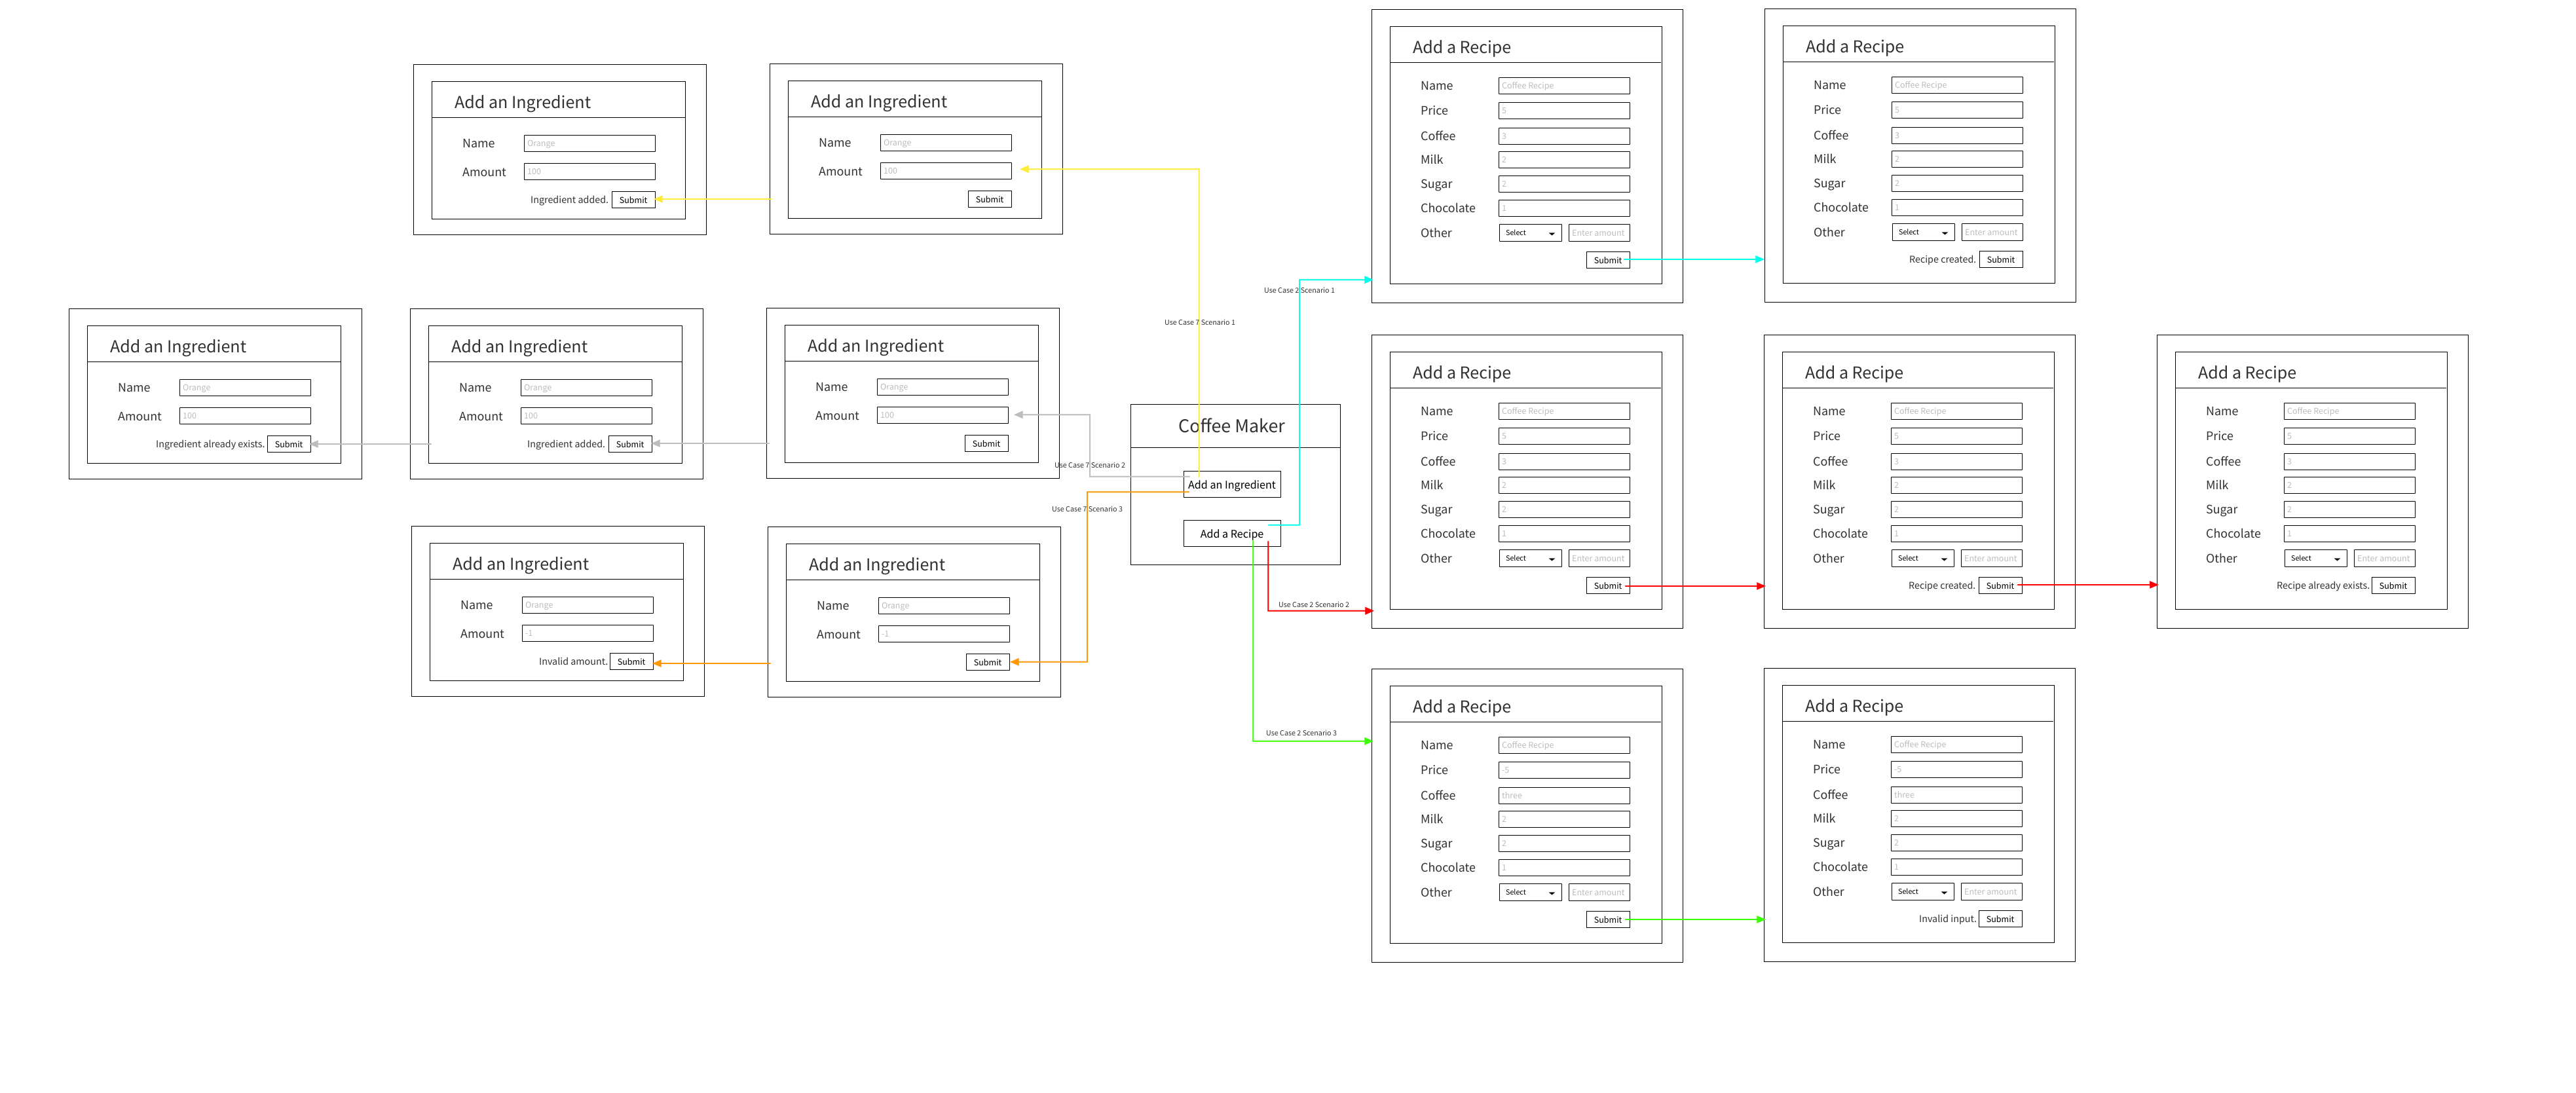 Add an Ingredient
Name Orange
Amount 100
Ingredient added. Submit
Add an Ingredient
Name Orange
Amount 100
Submit
Add an Ingredient
Name Orange
Amount 100
Ingredient already exists. Submit
Add an Ingredient
Name Orange
Amount 100
Ingredient added. Submit
Add an Ingredient
Name Orange
Amount 100
Submit
Add an Ingredient
Name Orange
Amount -1
Invalid amount. Submit
Add an Ingredient
Name Orange
Amount -1
Submit
Use Case 7 Scenario 1
Use Case 7 Scenario 2
Use Case 7 Scenario 3
Coffee Maker
Add an Ingredient
Add a Recipe
Use Case 2 Scenario 1
Use Case 2 Scenario 2
Use Case 2 Scenario 3
Add a Recipe
Name Coffee Recipe
Price 5
Coffee 3
Milk 2
Sugar 2
Chocolate 1
Other Select Enter amount
Submit
Add a Recipe
Name Coffee Recipe
Price 5
Coffee 3
Milk 2
Sugar 2
Chocolate 1
Other Select Enter amount
Recipe created. Submit
Add a Recipe
Name Coffee Recipe
Price 5
Coffee 3
Milk 2
Sugar 2
Chocolate 1
Other Select Enter amount
Submit
Add a Recipe
Name Coffee Recipe
Price 5
Coffee 3
Milk 2
Sugar 2
Chocolate 1
Other Select Enter amount
Recipe created. Submit
Add a Recipe
Name Coffee Recipe
Price 5
Coffee 3
Milk 2
Sugar 2
Chocolate 1
Other Select Enter amount
Recipe already exists. Submit
Add a Recipe
Name Coffee Recipe
Price -5
Coffee three
Milk 2
Sugar 2
Chocolate 1
Other Select Enter amount
Submit
Add a Recipe
Name Coffee Recipe
Price -5
Coffee three
Milk 2
Sugar 2
Chocolate 1
Other Select Enter amount
Invalid input. Submit